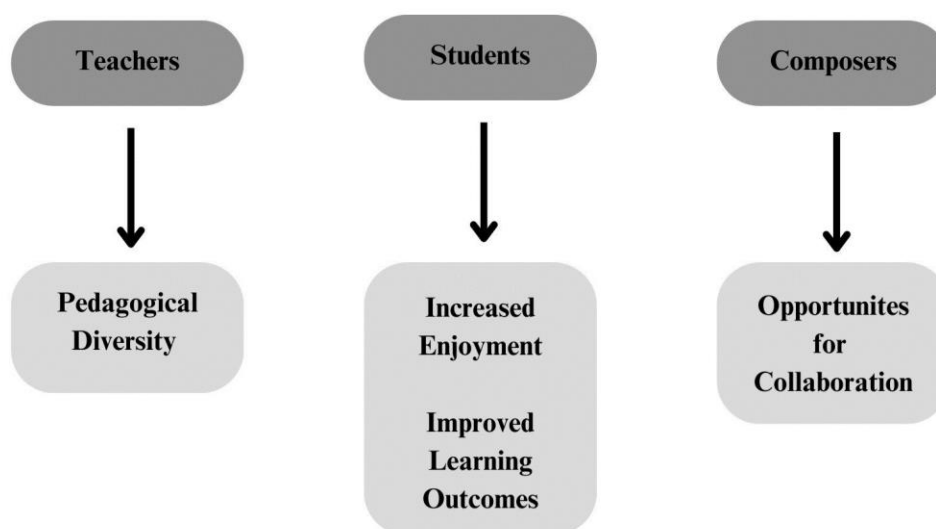 Teachers
Students
Composers
Pedagogical
Diversity
Increased
Enjoyment
Improved
Learning
Outcomes
Opportunites
for
Collaboration